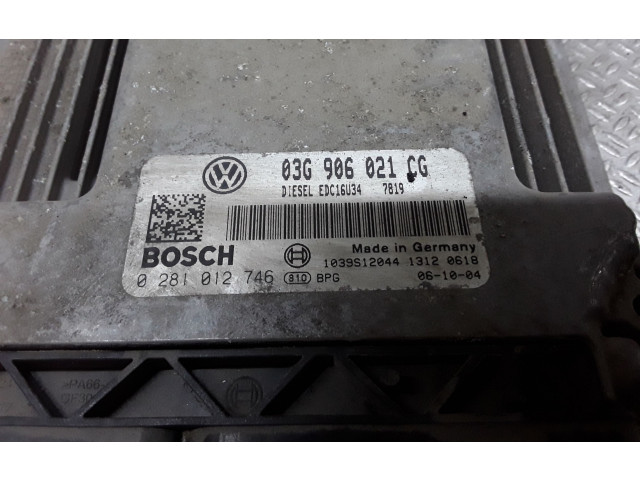 03G 906 021 CG
DIESEL EDC16U34 7819
BOSCH
Made in Germany
1039S12044 1312 0618
0 281 012 746 810 BPG 06-10-04